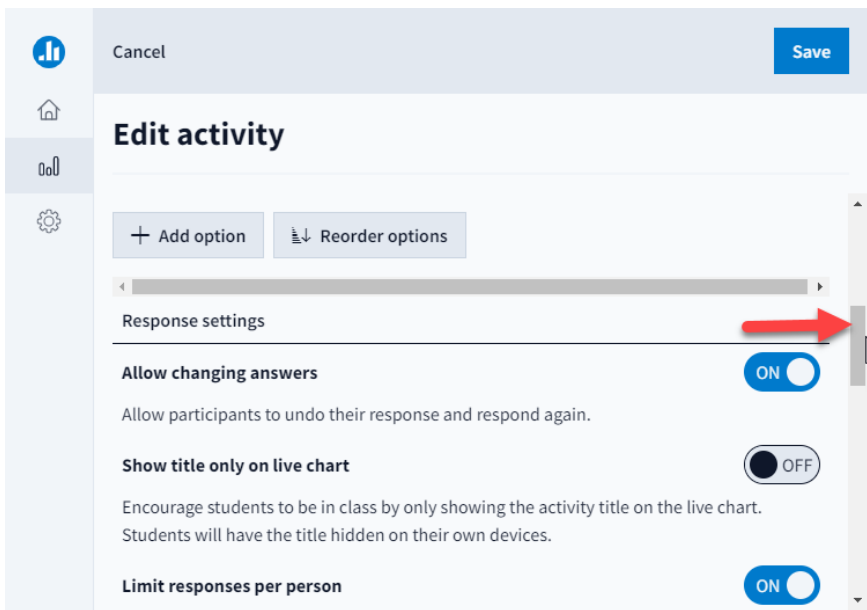 Cancel
Save
Edit activity
Add option
Reorder options
Response settings
Allow changing answers
ON
Allow participants to undo their response and respond again.
Show title only on live chart
OFF
Encourage students to be in class by only showing the activity title on the live chart.
Students will have the title hidden on their own devices.
Limit responses per person
ON